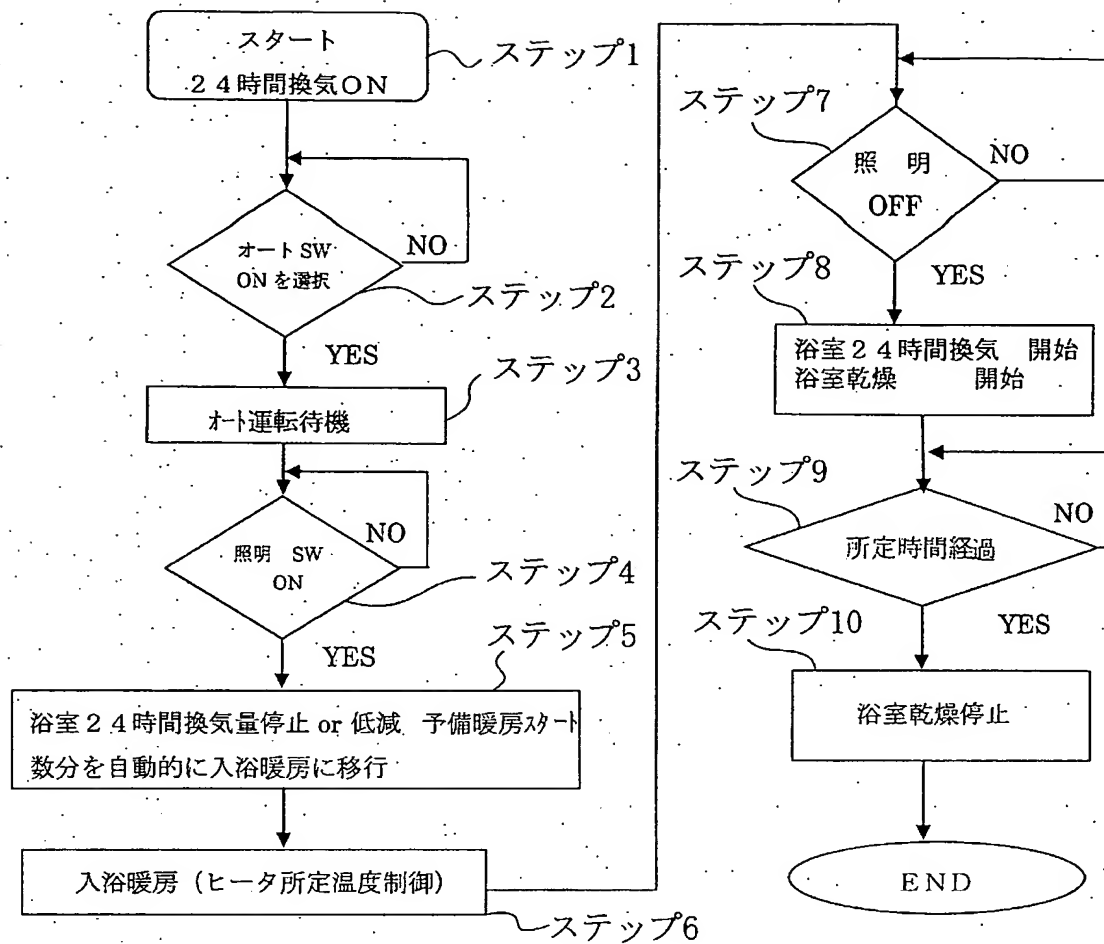 スタート
24時間換気ON
ステップ1
オート SW
ON を選択
NO
ステップ2
YES
ステップ3
オート運転待機
NO
照明 SW
ON
ステップ4
YES
ステップ5
浴室24時間換気量停止 or 低減 予備暖房スタート
数分を自動的に入浴暖房に移行
入浴暖房（ヒータ所定温度制御）
ステップ6
ステップ7
照 明
OFF
NO
YES
ステップ8
浴室24時間換気 開始
浴室乾燥 開始
ステップ9
所定時間経過
NO
YES
ステップ10
浴室乾燥停止
END